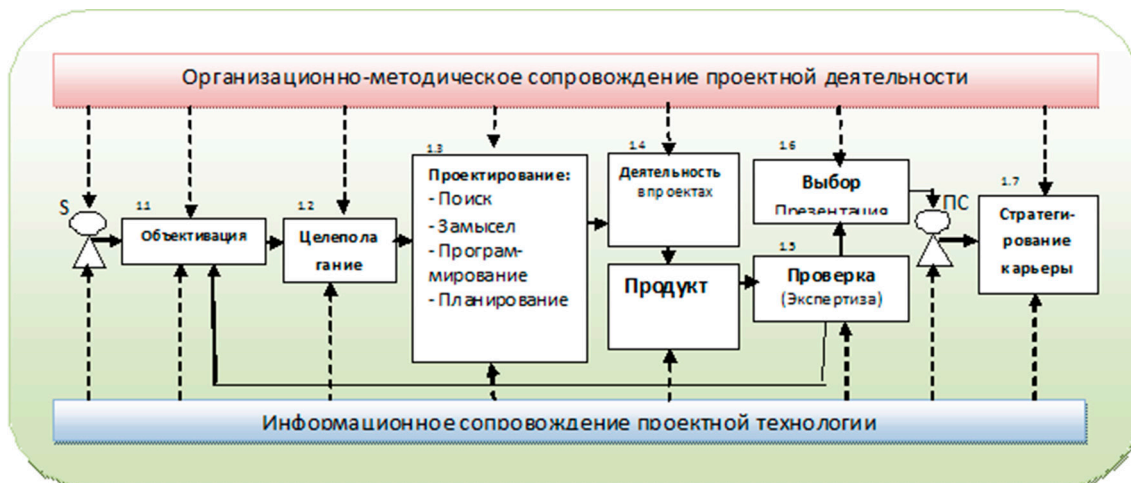 Организационно-методическое сопровождение проектной деятельности
S
1.1
Объективация
1.2
Целепола
гание
1.3
Проектирование:
- Поиск
- Замысел
- Програм-
мирование
- Планирование
1.4
Деятельность
в проектах
Продукт
1.6
Выбор
Презентация
1.5
Проверка
(Экспертиза)
ПС
1.7
Стратеги-
рование
карьеры
Информационное сопровождение проектной технологии